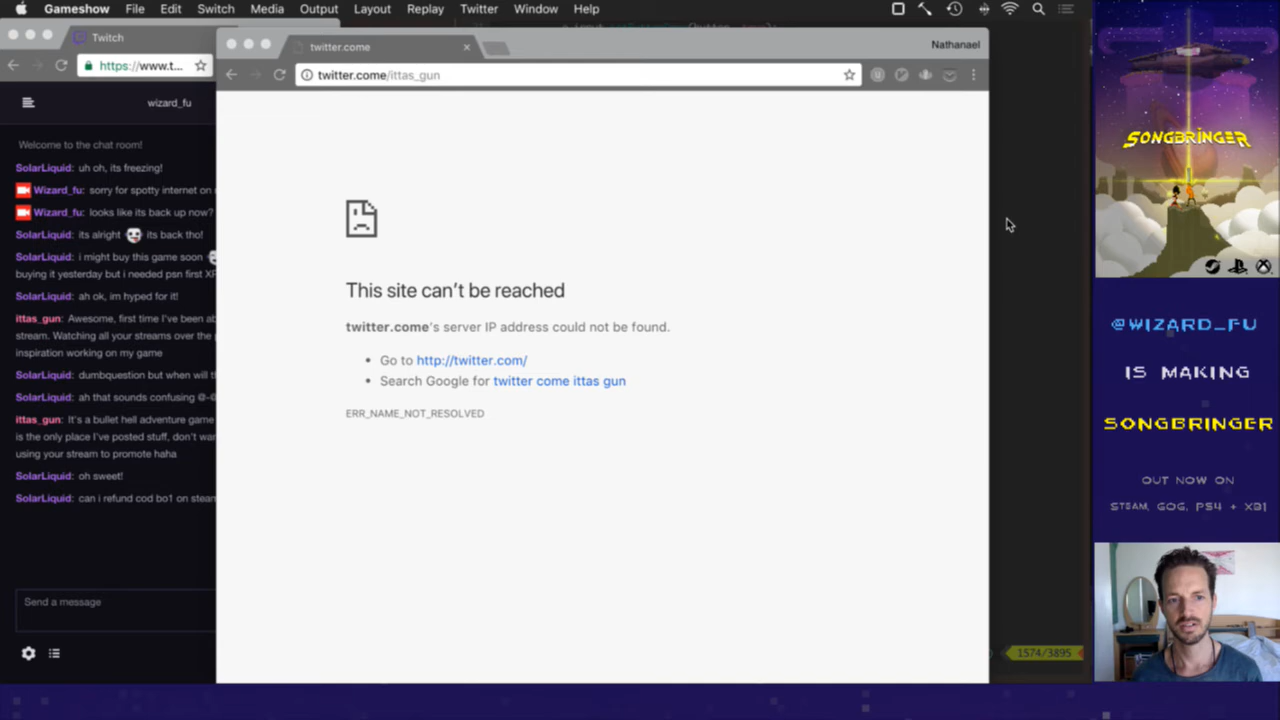 Gameshow File Edit Switch Media Output Layout Replay Twitter Window Help
Twitch
https://www.t...
wizard_fu
Welcome to the chat room!
SolarLiquid: uh oh, its freezing!
Wizard_fu: sorry for spotty internet on
Wizard_fu: looks like its back up now?
SolarLiquid: its alright its back tho!
SolarLiquid: i might buy this game soon
buying it yesterday but i needed psn first
SolarLiquid: ah ok, im hyped for it!
ittas_gun: Awesome, first time I've been
stream. Watching all your streams over the
inspiration working on my game
SolarLiquid: dumbquestion but when will
SolarLiquid: ah that sounds confusing
ittas_gun: It's a bullet hell adventure game
is the only place I've posted stuff, don't
using your stream to promote haha
SolarLiquid: oh sweet!
SolarLiquid: can i refund cod bo1 on
Send a message
twitter.come
Nathanael
twitter.come/ittas_gun
This site can't be reached
twitter.come's server IP address could not be found.
• Go to http://twitter.com/
• Search Google for twitter come ittas gun
ERR_NAME_NOT_RESOLVED
1574/3895
SONGBRINGER
@WIZARD_FU
IS MAKING
SONGBRINGER
OUT NOW ON
STEAM, GOG, PS4 + XB1